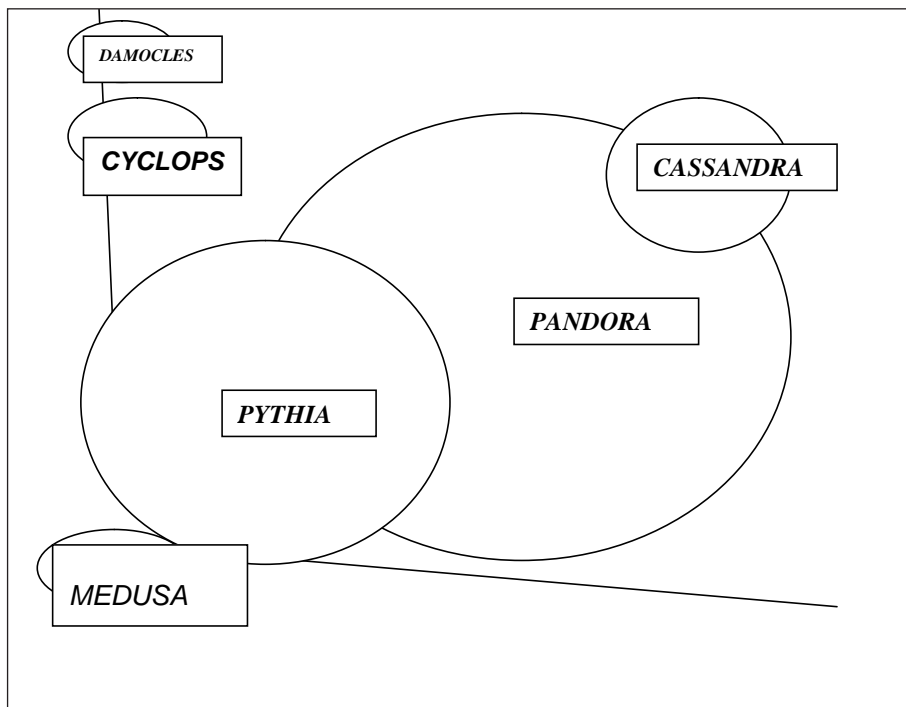 DAMOCLES
CYCLOPS
CASSANDRA
PANDORA
PYTHIA
MEDUSA